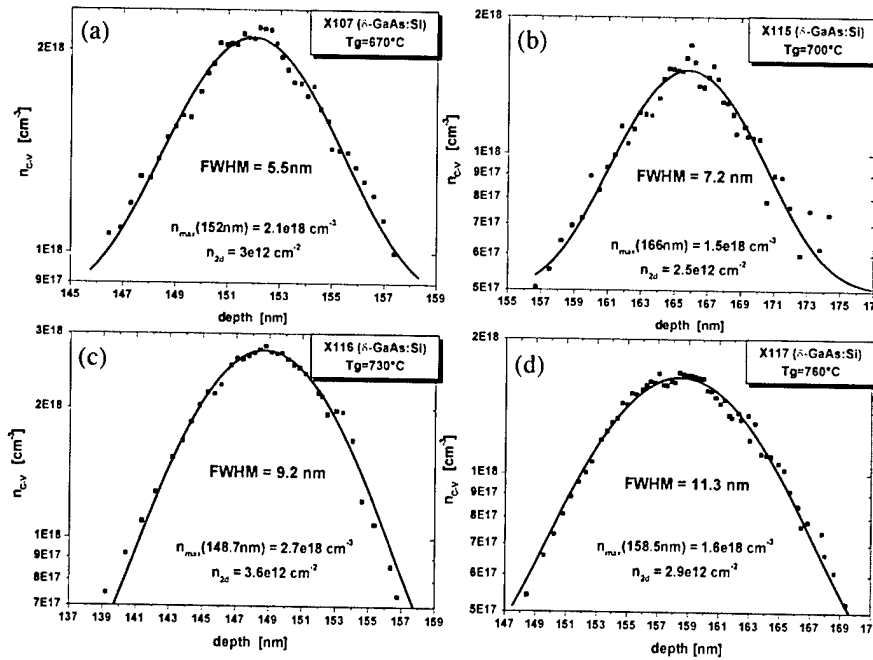 (a)
X107 (δ-GaAs:Si)
Tg=670°C
2E18
1E18
9E17
n_C-V [cm⁻³]
FWHM = 5.5nm
n_max(152nm) = 2.1e18 cm⁻³
n_2d = 3e12 cm⁻²
145 147 149 151 153 155 157 159
depth [nm]
(b)
X115 (δ-GaAs:Si)
Tg=700°C
1E18
9E17
8E17
7E17
6E17
5E17
n_C-V [cm⁻³]
FWHM = 7.2 nm
n_max(166nm) = 1.5e18 cm⁻³
n_2d = 2.5e12 cm⁻²
155 157 159 161 163 165 167 169 171 173 175
depth [nm]
(c)
X116 (δ-GaAs:Si)
Tg=730°C
3E18
2E18
1E18
9E17
8E17
7E17
n_C-V [cm⁻³]
FWHM = 9.2 nm
n_max(148.7nm) = 2.7e18 cm⁻³
n_2d = 3.6e12 cm⁻²
137 139 141 143 145 147 149 151 153 155 157 159
depth [nm]
(d)
X117 (δ-GaAs:Si)
Tg=760°C
2E18
1E18
9E17
8E17
7E17
6E17
5E17
n_C-V [cm⁻³]
FWHM = 11.3 nm
n_max(158.5nm) = 1.6e18 cm⁻³
n_2d = 2.9e12 cm⁻²
147 149 151 153 155 157 159 161 163 165 167 169
depth [nm]